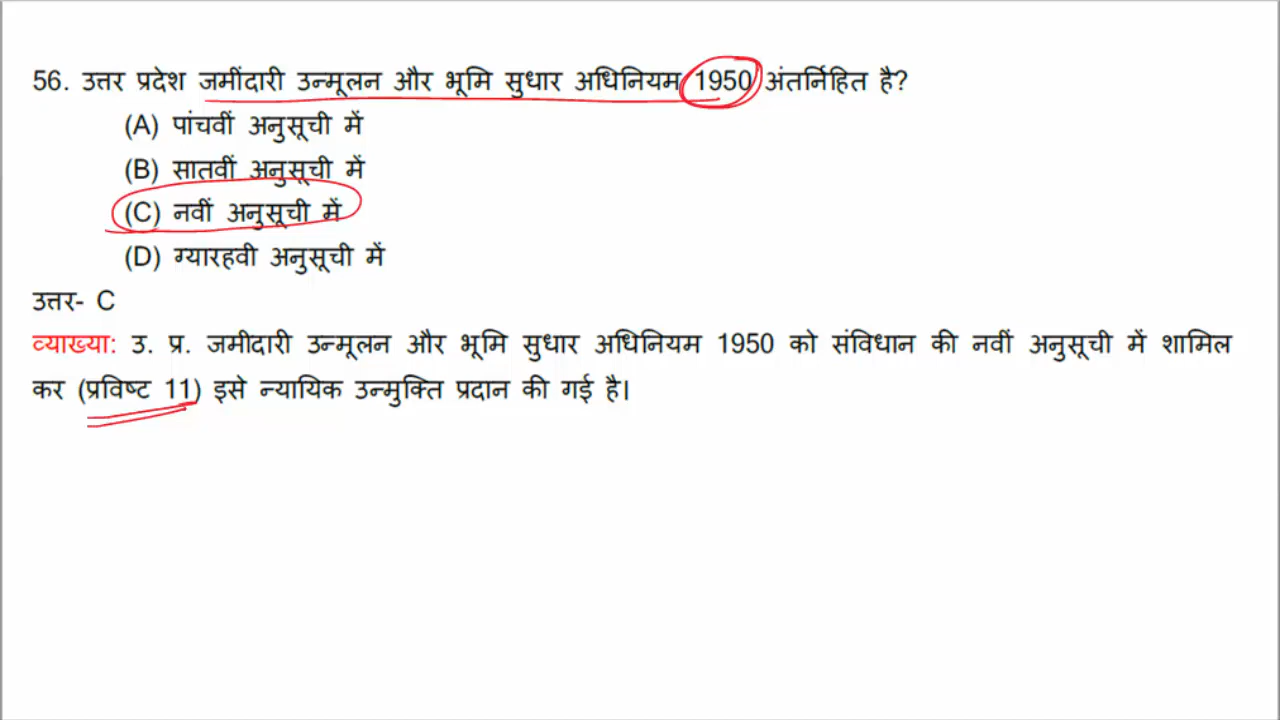 56. उत्तर प्रदेश जमींदारी उन्मूलन और भूमि सुधार अधिनियम 1950 अंतर्निहित है?
(A) पांचवीं अनुसूची में
(B) सातवीं अनुसूची में
(C) नवीं अनुसूची में
(D) ग्यारहवी अनुसूची में
उत्तर- C
व्याख्या: उ. प्र. जमीदारी उन्मूलन और भूमि सुधार अधिनियम 1950 को संविधान की नवीं अनुसूची में शामिल
कर (प्रविष्ट 11) इसे न्यायिक उन्मुक्ति प्रदान की गई है।